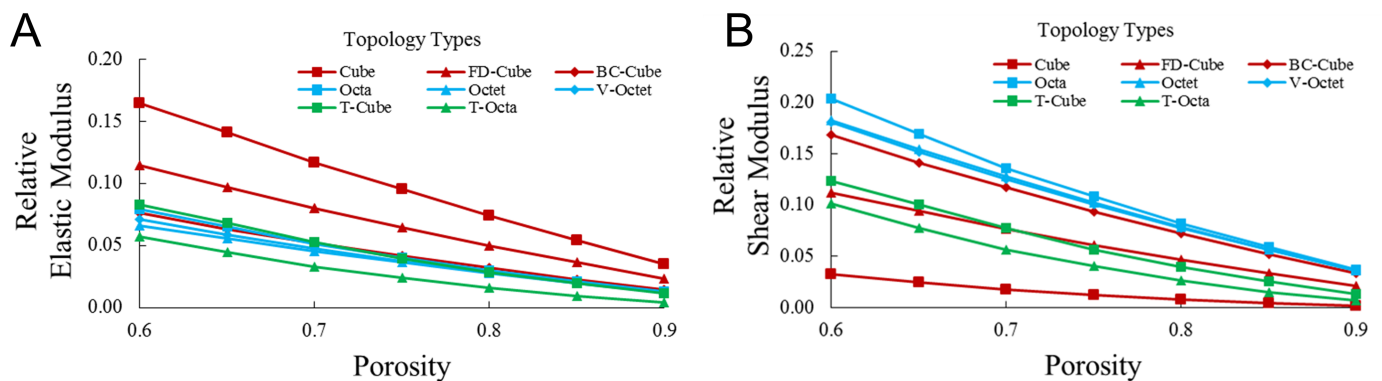 A
Topology Types
Cube FD-Cube BC-Cube
Octa Octet V-Octet
T-Cube T-Octa
Relative
Elastic Modulus
0.20
0.15
0.10
0.05
0.00
0.6 0.7 0.8 0.9
Porosity
B
Topology Types
Cube FD-Cube BC-Cube
Octa Octet V-Octet
T-Cube T-Octa
Relative
Shear Modulus
0.25
0.20
0.15
0.10
0.05
0.00
0.6 0.7 0.8 0.9
Porosity